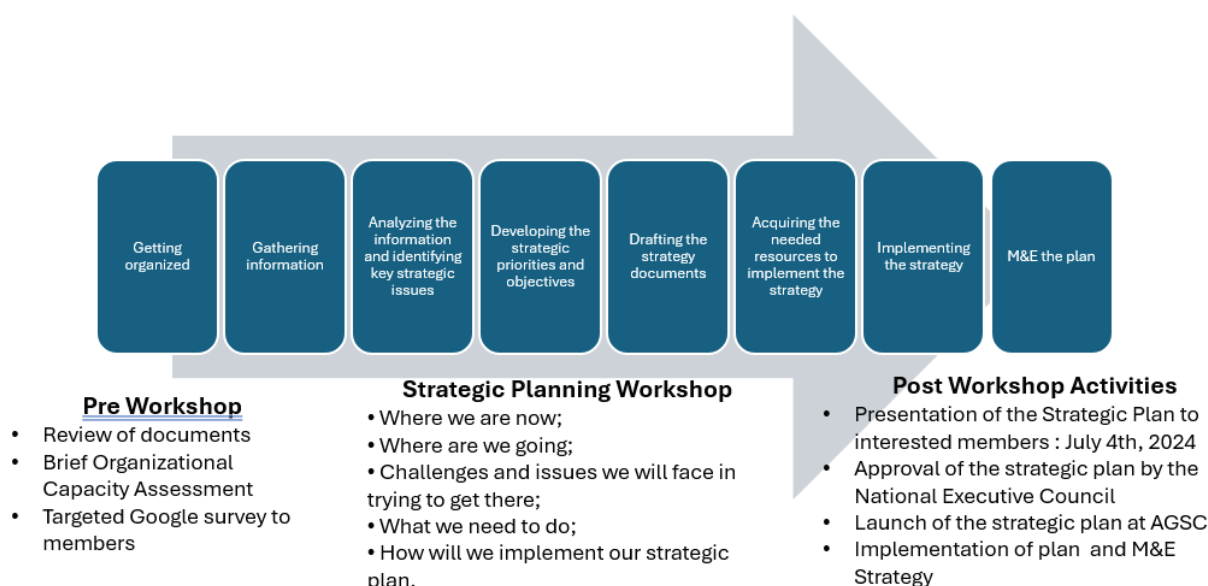 Getting
organized
Gathering
information
Analyzing the
information
and identifying
key strategic
issues
Developing the
strategic
priorities and
objectives
Drafting the
strategy
documents
Acquiring the
needed
resources to
implement the
strategy
Implementing
the strategy
M&E the plan
Pre Workshop
• Review of documents
• Brief Organizational
Capacity Assessment
• Targeted Google survey to
members
Strategic Planning Workshop
• Where we are now;
• Where are we going;
• Challenges and issues we will face in
trying to get there;
• What we need to do;
• How will we implement our strategic
plan.
Post Workshop Activities
• Presentation of the Strategic Plan to
interested members : July 4th, 2024
• Approval of the strategic plan by the
National Executive Council
• Launch of the strategic plan at AGSC
• Implementation of plan and M&E
Strategy